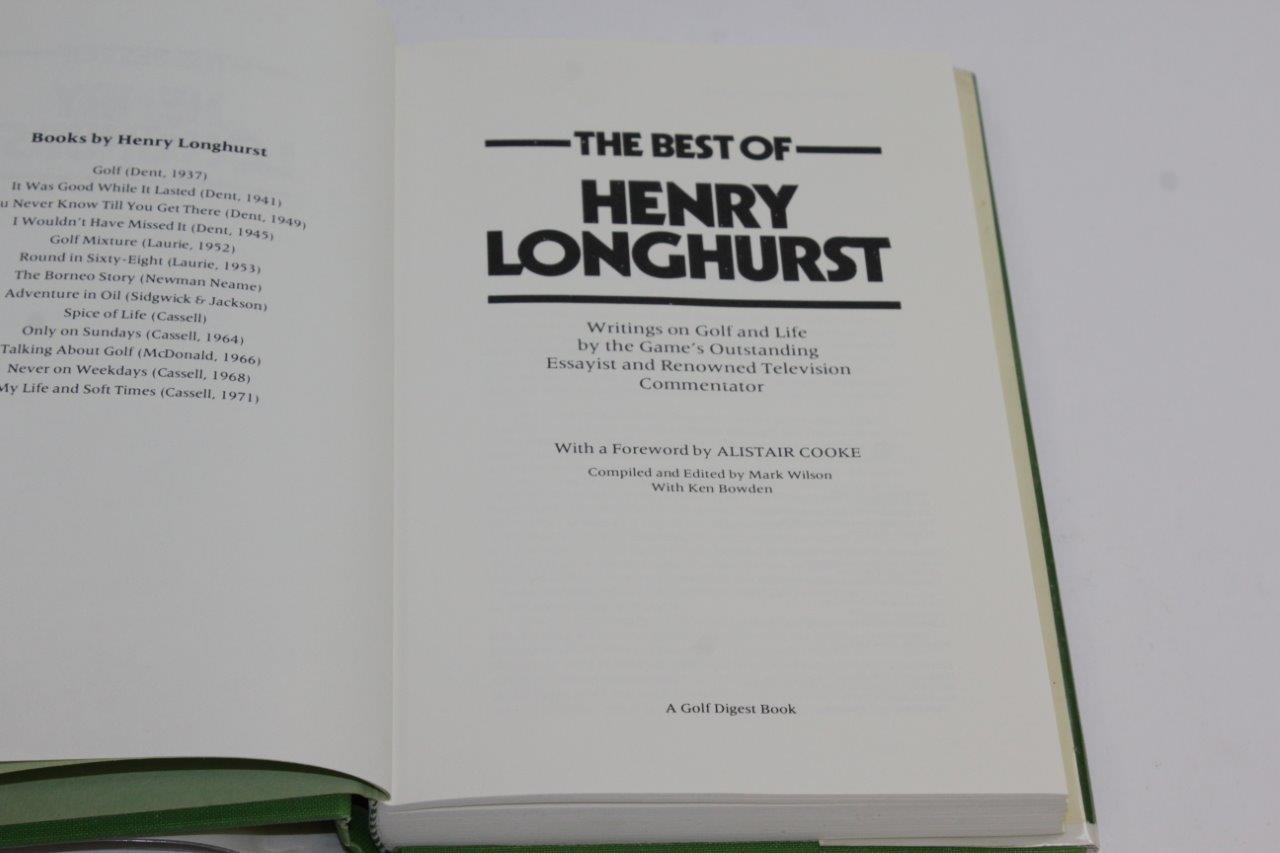 Books by Henry Longhurst
Golf (Dent, 1937)
It Was Good While It Lasted (Dent, 1941)
Never Know Till You Get There (Dent, 1949)
I Wouldn't Have Missed It (Dent, 1945)
Golf Mixture (Laurie, 1952)
Round in Sixty-Eight (Laurie, 1953)
The Borneo Story (Newman Neame)
Adventure in Oil (Sidgwick & Jackson)
Spice of Life (Cassell)
Only on Sundays (Cassell, 1964)
Talking About Golf (McDonald, 1966)
Never on Weekdays (Cassell, 1968)
My Life and Soft Times (Cassell, 1971)
THE BEST OF
HENRY
LONGHURST
Writings on Golf and Life
by the Game's Outstanding
Essayist and Renowned Television
Commentator
With a Foreword by ALISTAIR COOKE
Compiled and Edited by Mark Wilson
With Ken Bowden
A Golf Digest Book